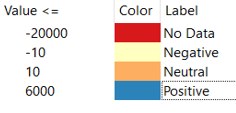 Value <= Color Label
-20000 No Data
-10 Negative
10 Neutral
6000 Positive